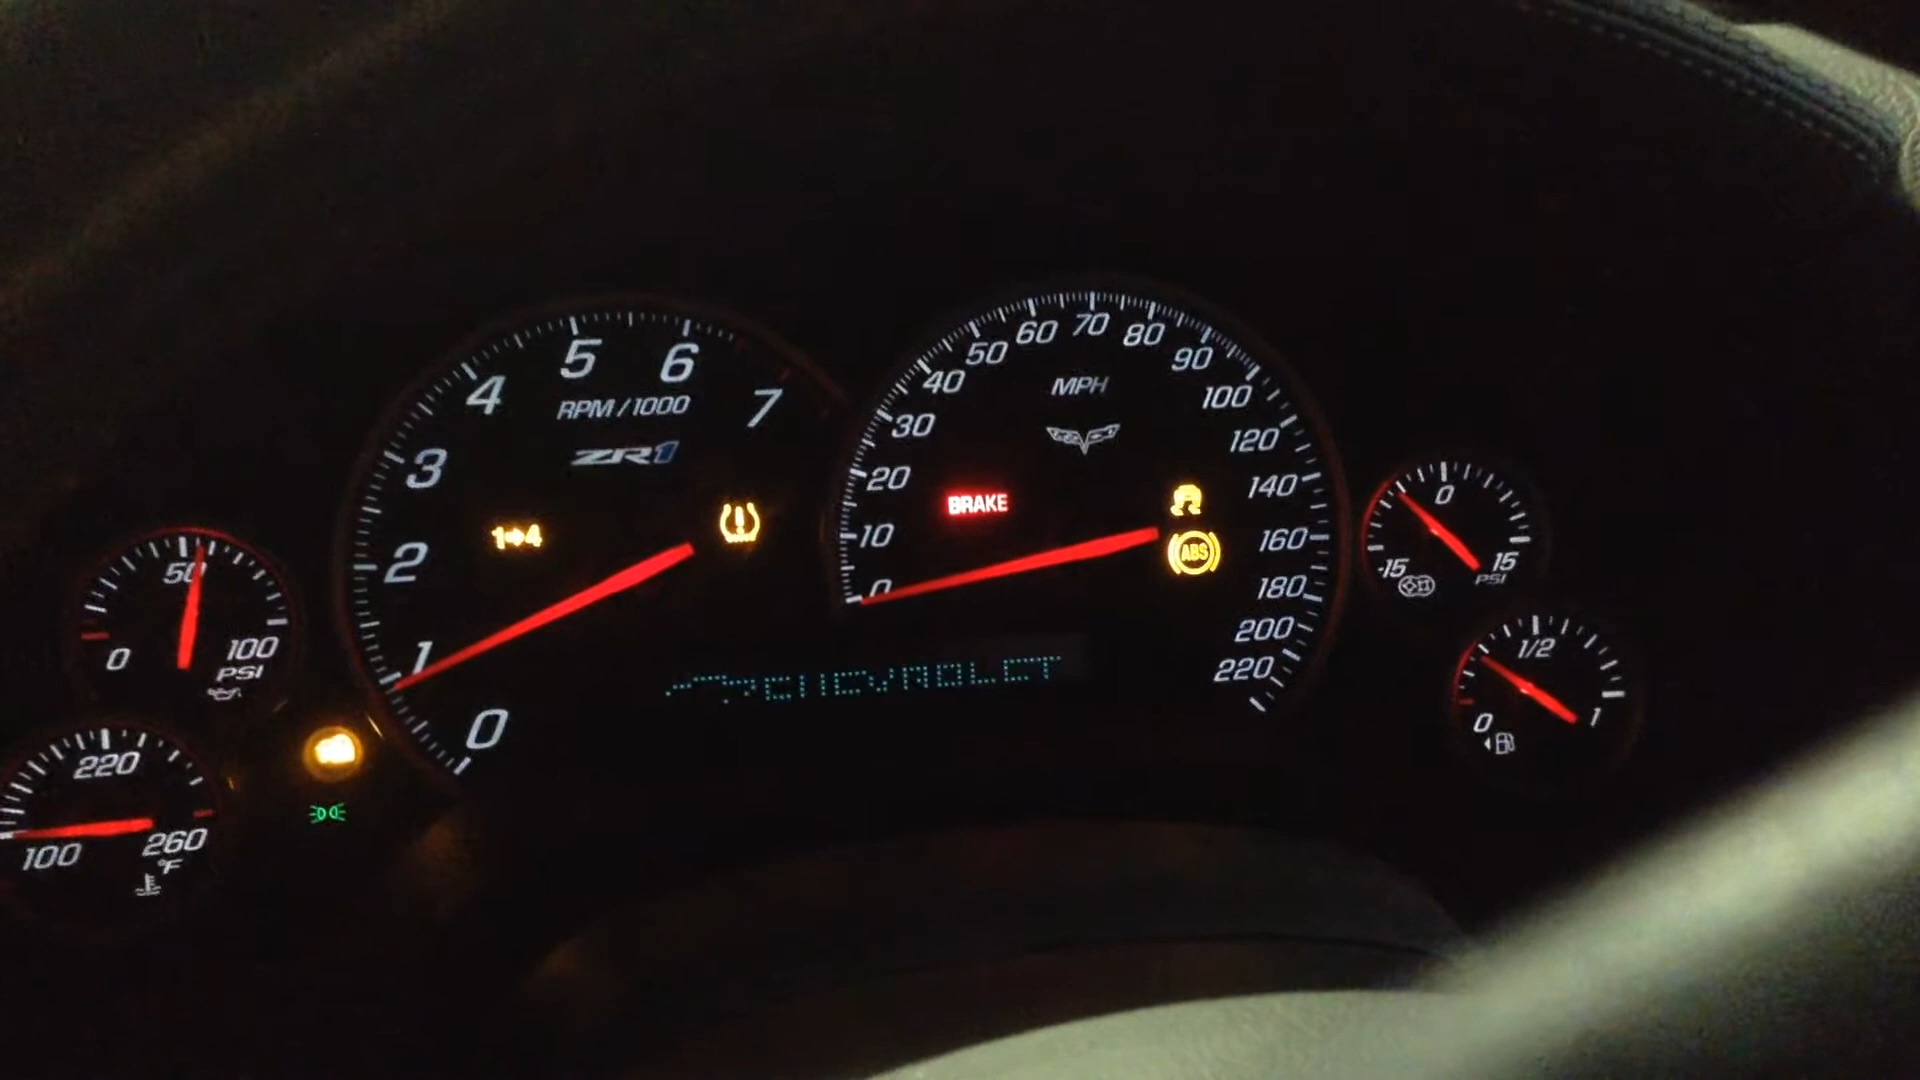 5 6
4 7
3
2
1
0
RPM/1000
ZR1
1➔4
50
0 100
PSI
220
100 260
°F
60 70 80
50 90
40 100
30 120
20 140
10 160
0 180
200
220
MPH
BRAKE
ABS
CHEVROLET
0
-15 15
PSI
1/2
0 1